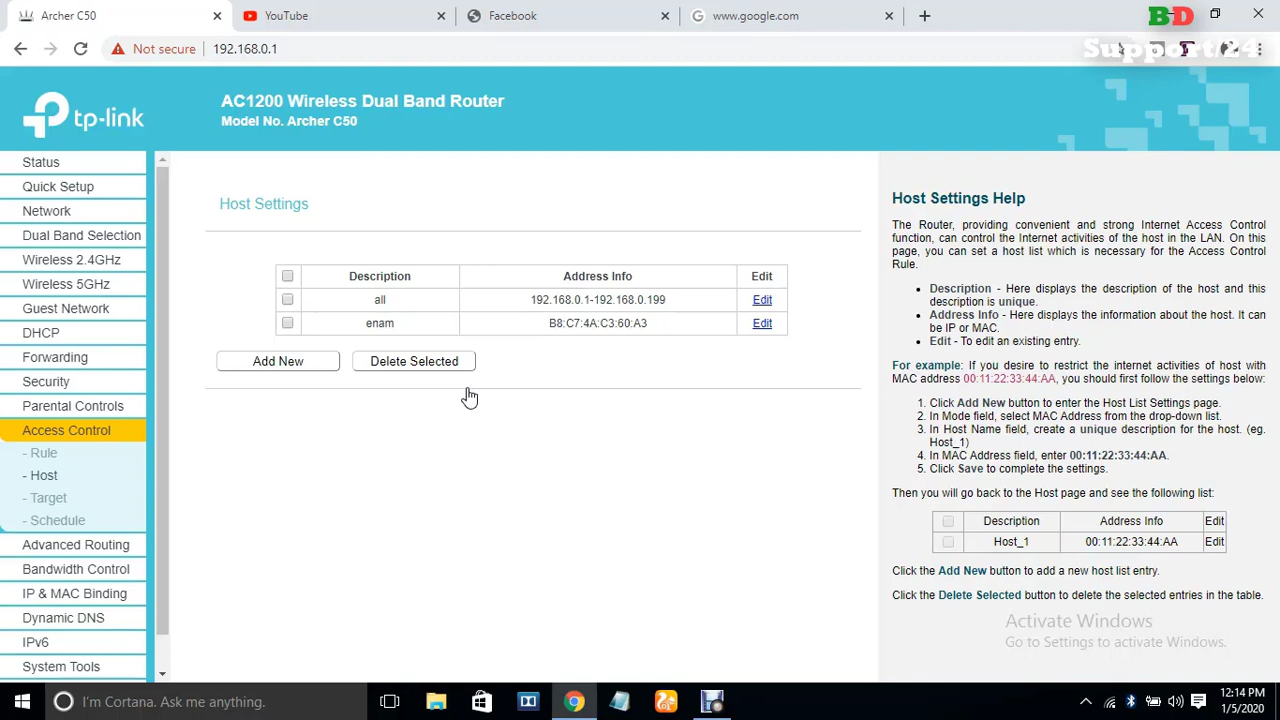 Archer C50
YouTube
Facebook
www.google.com
BD
Support/24
Not secure
192.168.0.1
tp-link
AC1200 Wireless Dual Band Router
Model No. Archer C50
Status
Quick Setup
Network
Dual Band Selection
Wireless 2.4GHz
Wireless 5GHz
Guest Network
DHCP
Forwarding
Security
Parental Controls
Access Control
- Rule
- Host
- Target
- Schedule
Advanced Routing
Bandwidth Control
IP & MAC Binding
Dynamic DNS
IPv6
System Tools
Host Settings
Description Address Info Edit
all 192.168.0.1-192.168.0.199 Edit
enam B8:C7:4A:C3:60:A3 Edit
Add New Delete Selected
Host Settings Help
The Router, providing convenient and strong Internet Access Control
function, can control the Internet activities of the host in the LAN. On this
page, you can set a host list which is necessary for the Access Control
Rule.
• Description - Here displays the description of the host and this
description is unique.
• Address Info - Here displays the information about the host. It can
be IP or MAC.
• Edit - To edit an existing entry.
For example: If you desire to restrict the internet activities of host with
MAC address 00:11:22:33:44:AA, you should first follow the settings below:
1. Click Add New button to enter the Host List Settings page.
2. In Mode field, select MAC Address from the drop-down list.
3. In Host Name field, create a unique description for the host. (eg.
Host_1)
4. In MAC Address field, enter 00:11:22:33:44:AA.
5. Click Save to complete the settings.
Then you will go back to the Host page and see the following list:
Description Address Info Edit
Host_1 00:11:22:33:44:AA Edit
Click the Add New button to add a new host list entry.
Click the Delete Selected button to delete the selected entries in the table.
Activate Windows
Go to Settings to activate Windows.
I'm Cortana. Ask me anything.
12:14 PM
1/5/2020